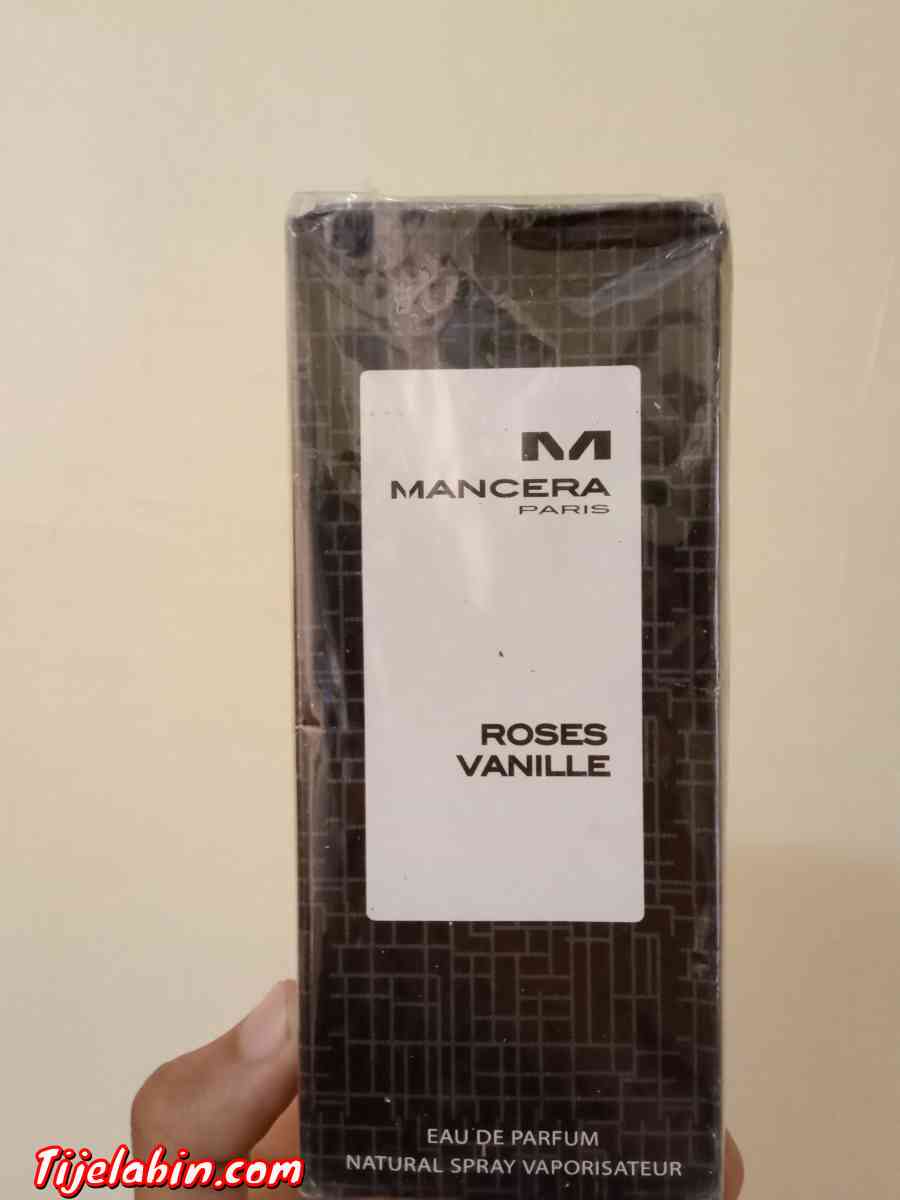 M
MANCERA
PARIS
ROSES
VANILLE
EAU DE PARFUM
NATURAL SPRAY VAPORISATEUR
Tijelabin.com